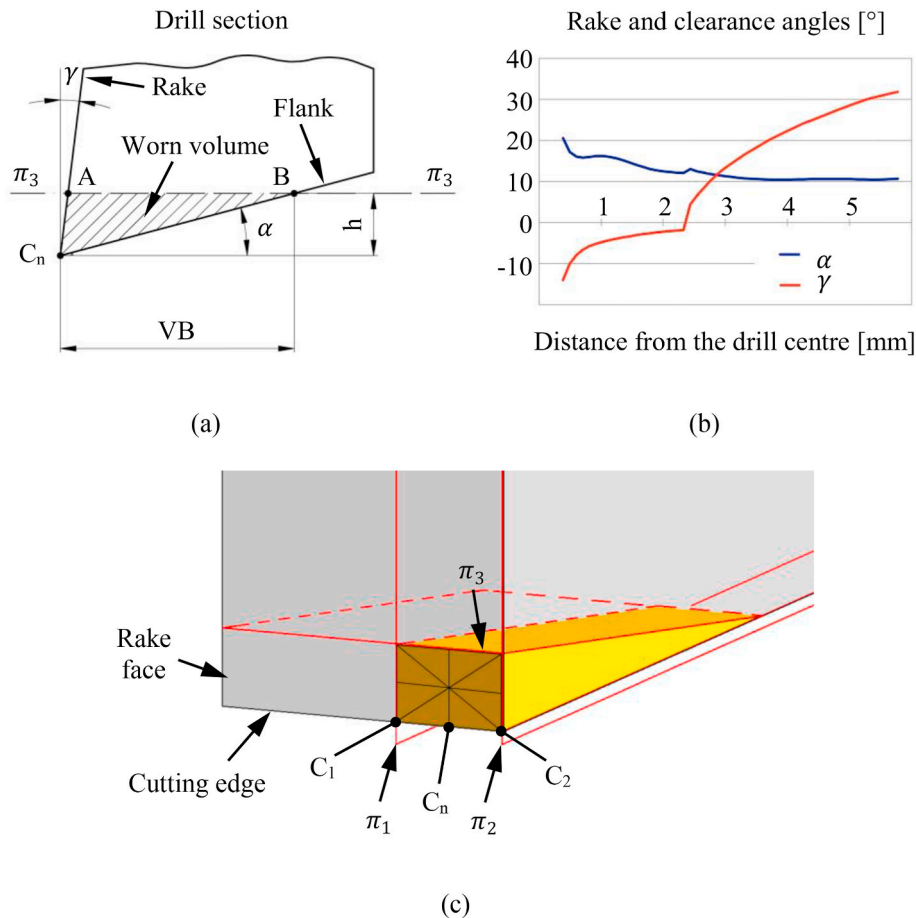 Drill section
γ
Rake
Flank
Worn volume
π₃
A
B
π₃
α
h
Cₙ
VB
(a)
Rake and clearance angles [°]
40
30
20
10
0
-10
1
2
3
4
5
α
γ
Distance from the drill centre [mm]
(b)
π₃
Rake
face
Cutting edge
C₁
Cₙ
C₂
π₁
π₂
(c)